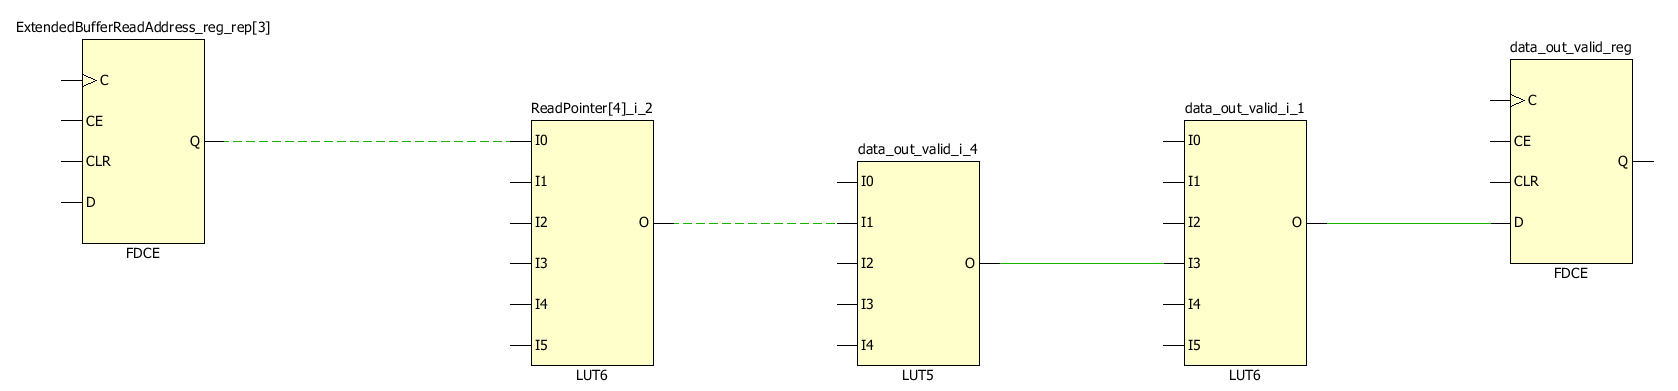 ExtendedBufferReadAddress_reg_rep[3]
C
CE
CLR
D
Q
FDCE
ReadPointer[4]_i_2
I0
I1
I2
I3
I4
I5
O
LUT6
data_out_valid_i_4
I0
I1
I2
I3
I4
O
LUT5
data_out_valid_i_1
I0
I1
I2
I3
I4
I5
O
LUT6
data_out_valid_reg
C
CE
CLR
D
Q
FDCE